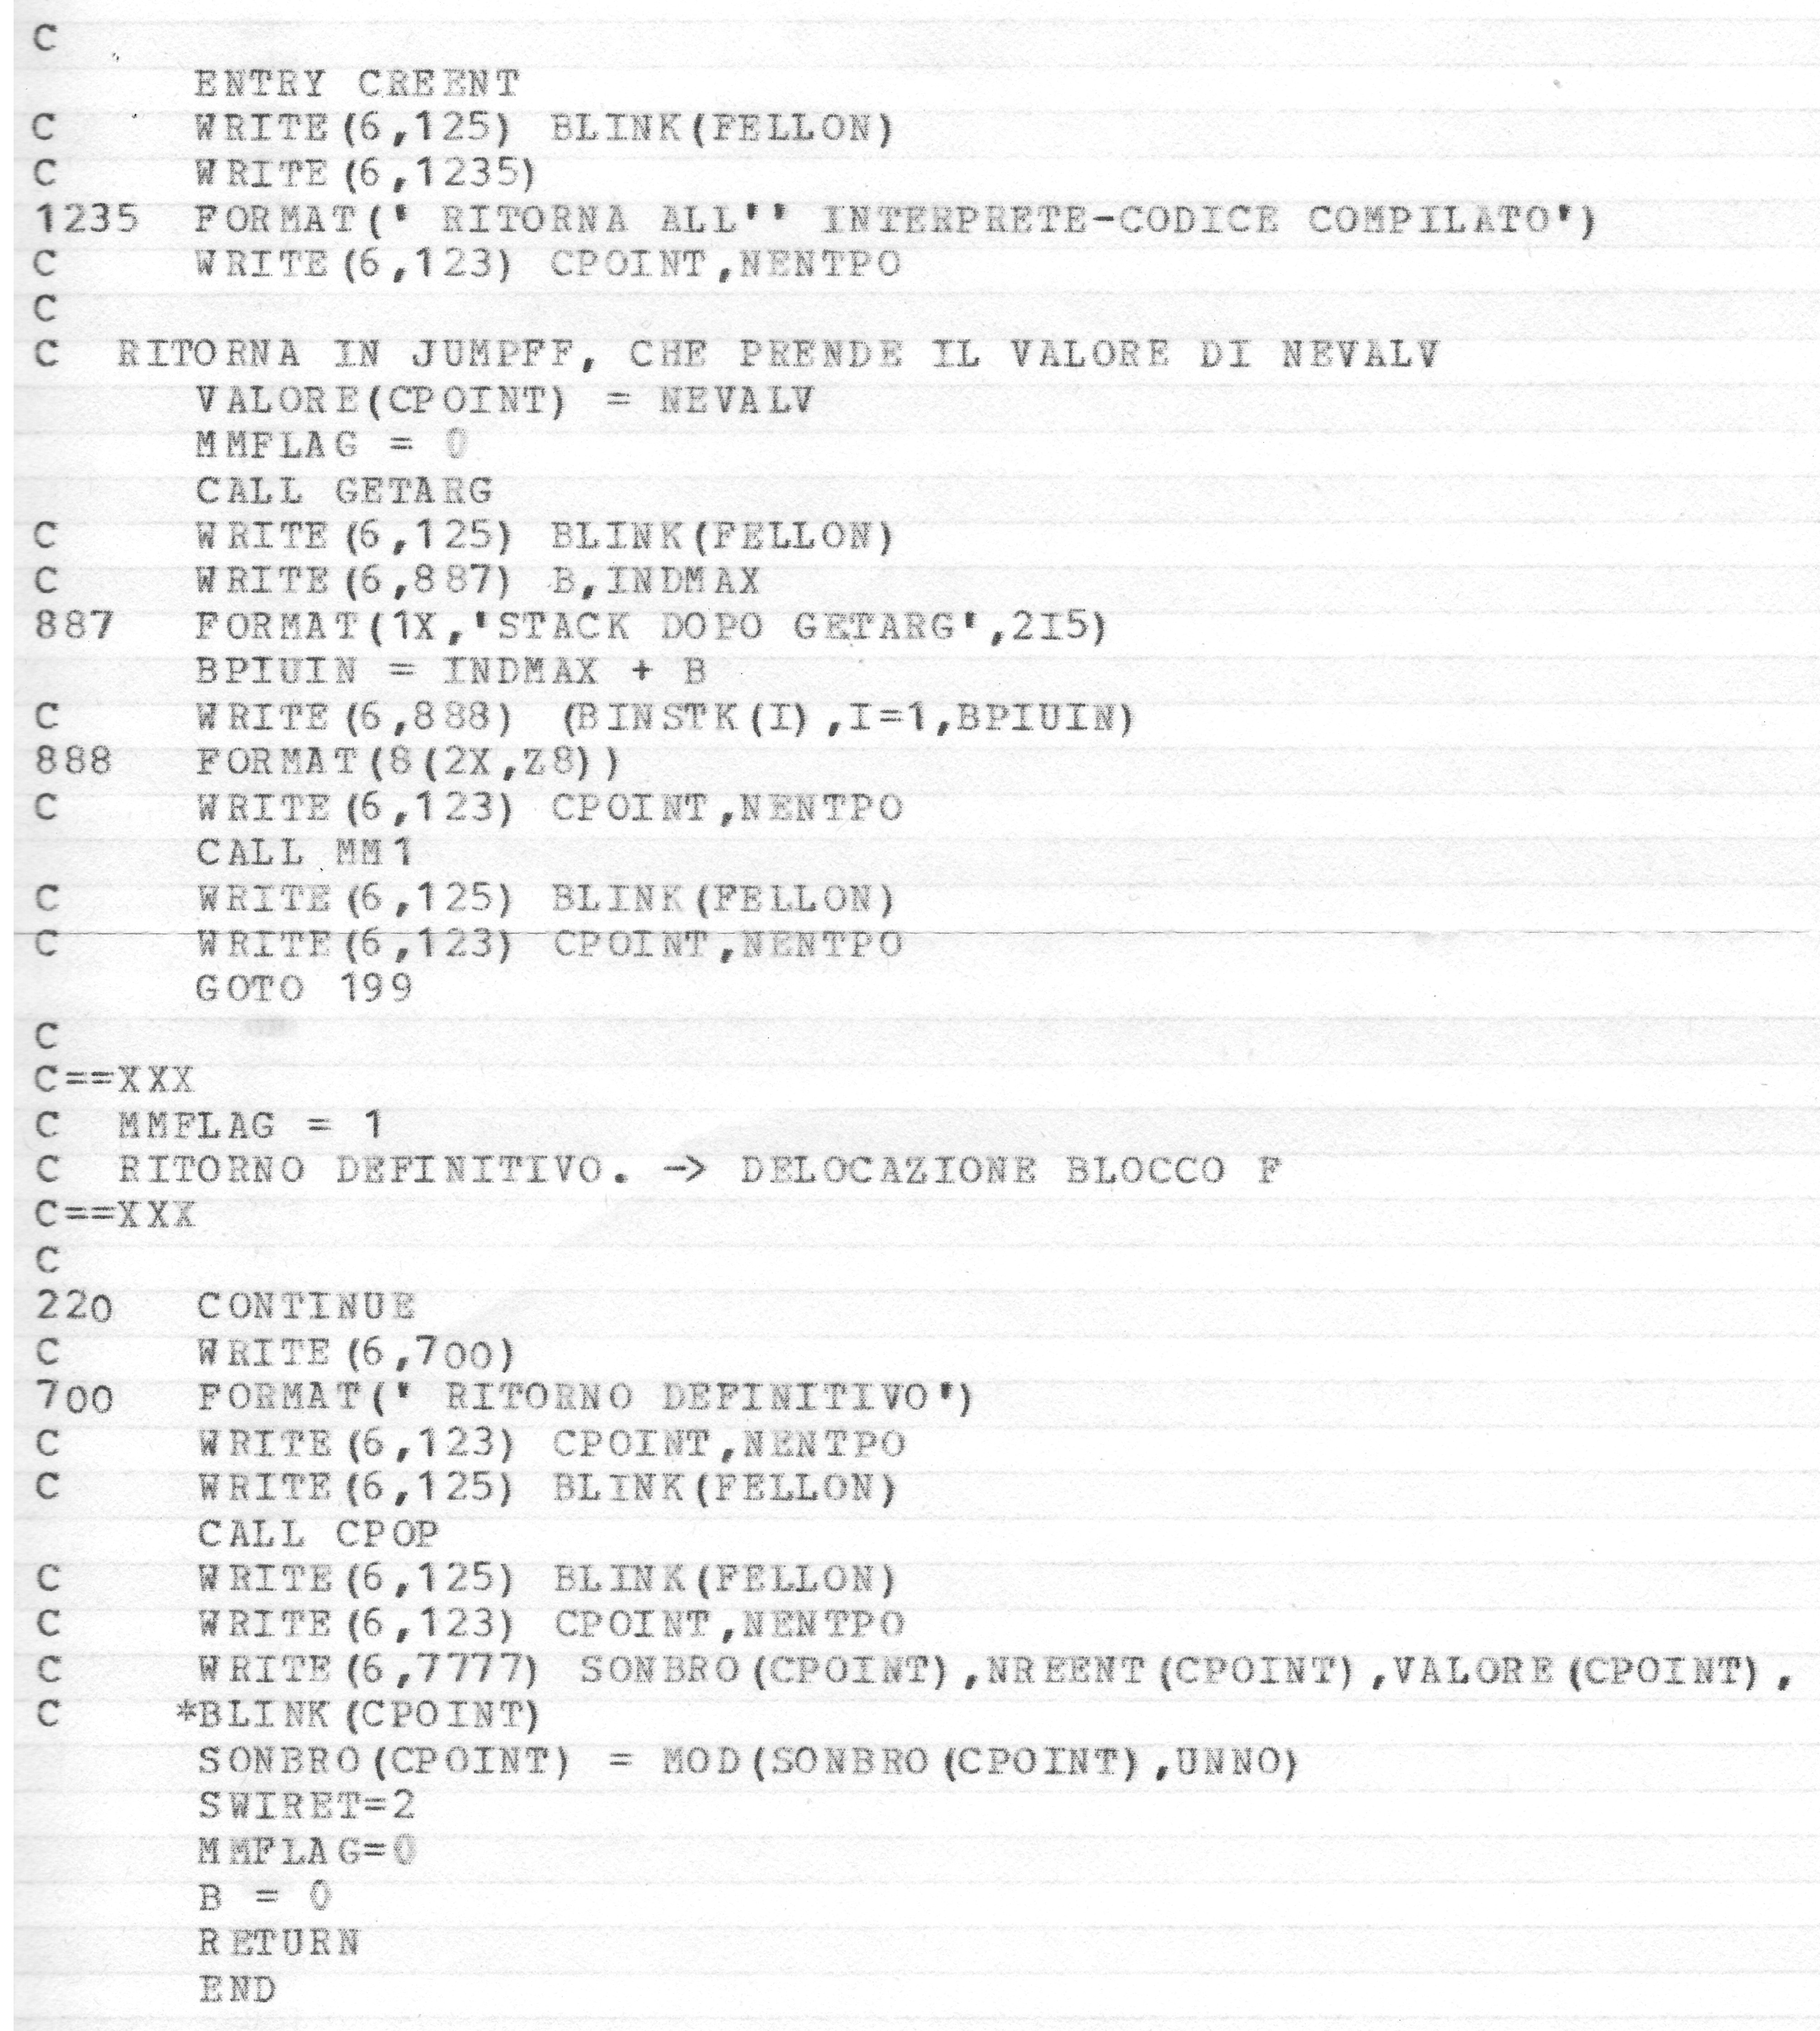 C
      ENTRY CREENT
C     WRITE(6,125) BLINK(FELLON)
C     WRITE(6,1235)
1235  FORMAT(' RITORNA ALL'' INTERPRETE-CODICE COMPILATO')
C     WRITE(6,123) CPOINT,NENTPO
C
C  RITORNA IN JUMPFF, CHE PRENDE IL VALORE DI NEVALV
      VALORE(CPOINT) = NEVALV
      MMFLAG = 0
      CALL GETARG
C     WRITE(6,125) BLINK(FELLON)
C     WRITE(6,887) B,INDMAX
887   FORMAT(1X,'STACK DOPO GETARG',2I5)
      BPIUIN = INDMAX + B
C     WRITE(6,888)  (BINSTK(I),I=1,BPIUIN)
888   FORMAT(8(2X,Z8))
C     WRITE(6,123) CPOINT,NENTPO
      CALL MM1
C     WRITE(6,125) BLINK(FELLON)
C     WRITE(6,123) CPOINT,NENTPO
      GOTO 199
C
C==XXX
C  MMFLAG = 1
C  RITORNO DEFINITIVO. -> DELOCAZIONE BLOCCO F
C==XXX
C
220   CONTINUE
C     WRITE(6,700)
700   FORMAT(' RITORNO DEFINITIVO')
C     WRITE(6,123) CPOINT,NENTPO
C     WRITE(6,125) BLINK(FELLON)
      CALL CPOP
C     WRITE(6,125) BLINK(FELLON)
C     WRITE(6,123) CPOINT,NENTPO
C     WRITE(6,7777) SONBRO(CPOINT),NREENT(CPOINT),VALORE(CPOINT),
C    *BLINK(CPOINT)
      SONBRO(CPOINT) = MOD(SONBRO(CPOINT),UNNO)
      SWIRET=2
      MMFLAG=0
      B = 0
      RETURN
      END